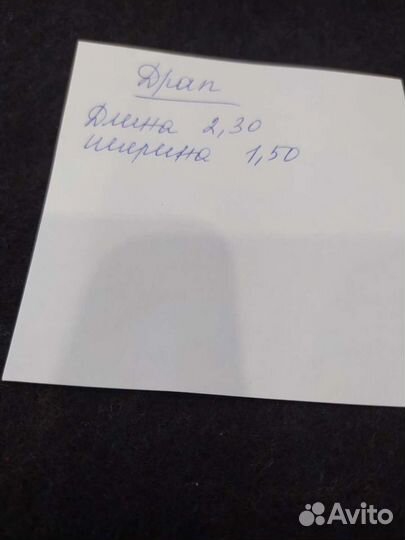 Драп
Длина 2,30
ширина 1,50
Avito